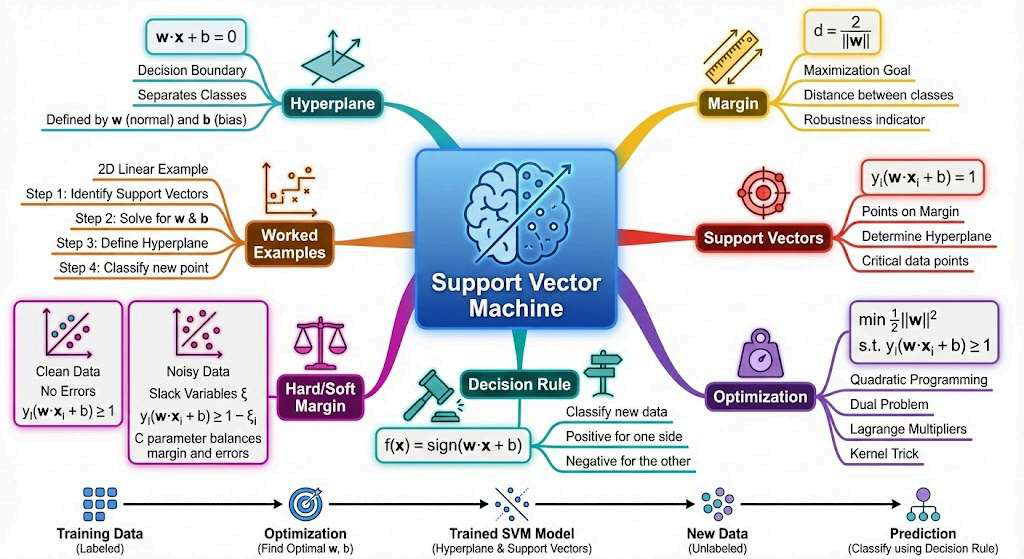 w·x + b = 0
Decision Boundary
Separates Classes
Defined by w (normal) and b (bias)
Hyperplane
d = 2 / ||w||
Maximization Goal
Distance between classes
Robustness indicator
Margin
2D Linear Example
Step 1: Identify Support Vectors
Step 2: Solve for w & b
Step 3: Define Hyperplane
Step 4: Classify new point
Worked
Examples
Support Vector
Machine
yᵢ(w·xᵢ + b) = 1
Points on Margin
Determine Hyperplane
Critical data points
Support Vectors
Clean Data
No Errors
yᵢ(w·xᵢ + b) ≥ 1
Noisy Data
Slack Variables ξ
yᵢ(w·xᵢ + b) ≥ 1 − ξᵢ
C parameter balances
margin and errors
Hard/Soft
Margin
Decision Rule
f(x) = sign(w·x + b)
Classify new data
Positive for one side
Negative for the other
min ½||w||²
s.t. yᵢ(w·xᵢ + b) ≥ 1
Quadratic Programming
Dual Problem
Lagrange Multipliers
Kernel Trick
Optimization
Training Data
(Labeled)
Optimization
(Find Optimal w, b)
Trained SVM Model
(Hyperplane & Support Vectors)
New Data
(Unlabeled)
Prediction
(Classify using Decision Rule)